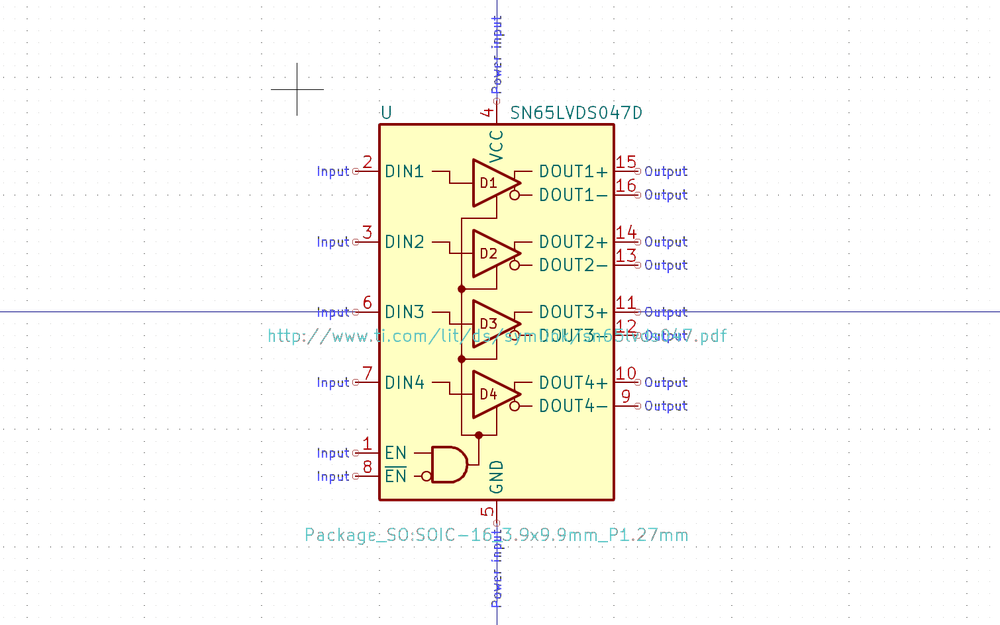 Power input
4
U
SN65LVDS047D
VCC
Input 2 DIN1 D1 DOUT1+ 15 Output
DOUT1- 16 Output
Input 3 DIN2 D2 DOUT2+ 14 Output
DOUT2- 13 Output
Input 6 DIN3 D3 DOUT3+ 11 Output
DOUT3- 12 Output
http://www.ti.com/lit/ds/symlink/sn65lvds047.pdf
Input 7 DIN4 D4 DOUT4+ 10 Output
DOUT4- 9 Output
Input 1 EN
Input 8 EN
GND
5
Package_SO:SOIC-16_3.9x9.9mm_P1.27mm
Power input